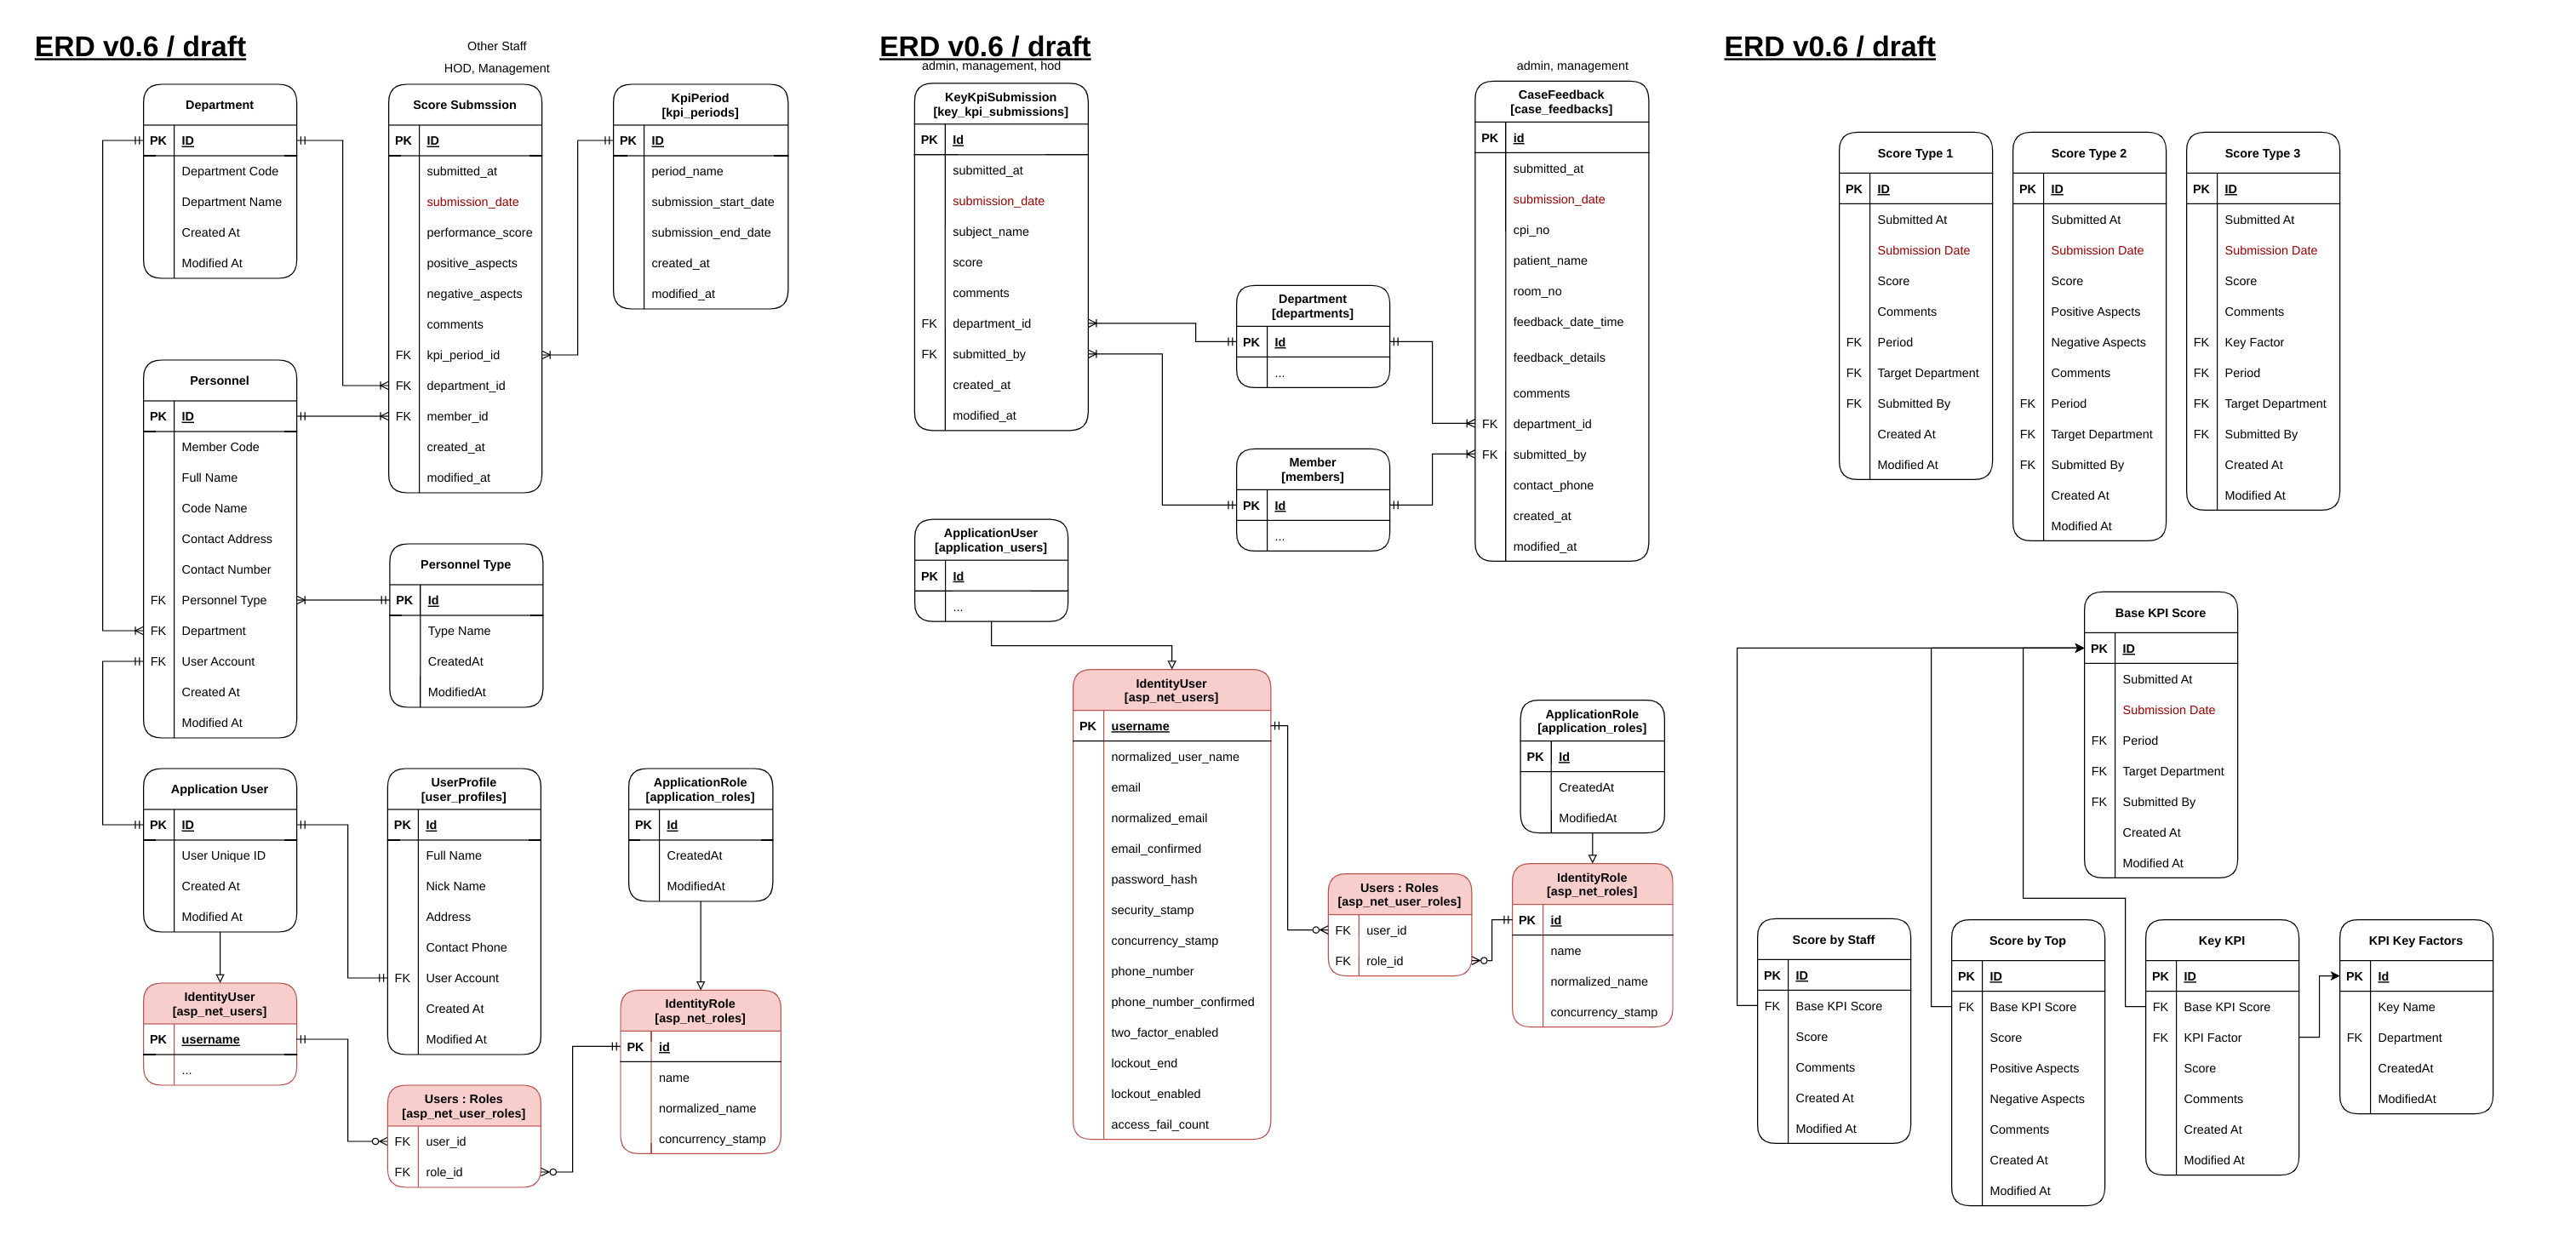 ERD v0.6 / draft
Other Staff
HOD, Management
Department
PK ID
Department Code
Department Name
Created At
Modified At
Score Submssion
PK ID
submitted_at
submission_date
performance_score
positive_aspects
negative_aspects
comments
FK kpi_period_id
FK department_id
FK member_id
created_at
modified_at
KpiPeriod
[kpi_periods]
PK ID
period_name
submission_start_date
submission_end_date
created_at
modified_at
Personnel
PK ID
Member Code
Full Name
Code Name
Contact Address
Contact Number
FK Personnel Type
FK Department
FK User Account
Created At
Modified At
Personnel Type
PK Id
Type Name
CreatedAt
ModifiedAt
Application User
PK ID
User Unique ID
Created At
Modified At
UserProfile
[user_profiles]
PK Id
Full Name
Nick Name
Address
Contact Phone
FK User Account
Created At
Modified At
ApplicationRole
[application_roles]
PK Id
CreatedAt
ModifiedAt
IdentityUser
[asp_net_users]
PK username
...
Users : Roles
[asp_net_user_roles]
FK user_id
FK role_id
IdentityRole
[asp_net_roles]
PK id
name
normalized_name
concurrency_stamp
ERD v0.6 / draft
admin, management, hod
KeyKpiSubmission
[key_kpi_submissions]
PK Id
submitted_at
submission_date
subject_name
score
comments
FK department_id
FK submitted_by
created_at
modified_at
Department
[departments]
PK Id
...
Member
[members]
PK Id
...
admin, management
CaseFeedback
[case_feedbacks]
PK id
submitted_at
submission_date
cpi_no
patient_name
room_no
feedback_date_time
feedback_details
comments
FK department_id
FK submitted_by
contact_phone
created_at
modified_at
ApplicationUser
[application_users]
PK Id
...
IdentityUser
[asp_net_users]
PK username
normalized_user_name
email
normalized_email
email_confirmed
password_hash
security_stamp
concurrency_stamp
phone_number
phone_number_confirmed
two_factor_enabled
lockout_end
lockout_enabled
access_fail_count
Users : Roles
[asp_net_user_roles]
FK user_id
FK role_id
ApplicationRole
[application_roles]
PK Id
CreatedAt
ModifiedAt
IdentityRole
[asp_net_roles]
PK id
name
normalized_name
concurrency_stamp
ERD v0.6 / draft
Score Type 1
PK ID
Submitted At
Submission Date
Score
Comments
FK Period
FK Target Department
FK Submitted By
Created At
Modified At
Score Type 2
PK ID
Submitted At
Submission Date
Score
Positive Aspects
Negative Aspects
Comments
FK Period
FK Target Department
FK Submitted By
Created At
Modified At
Score Type 3
PK ID
Submitted At
Submission Date
Score
Comments
FK Key Factor
FK Period
FK Target Department
FK Submitted By
Created At
Modified At
Base KPI Score
PK ID
Submitted At
Submission Date
FK Period
FK Target Department
FK Submitted By
Created At
Modified At
Score by Staff
PK ID
FK Base KPI Score
Score
Comments
Created At
Modified At
Score by Top
PK ID
FK Base KPI Score
Score
Positive Aspects
Negative Aspects
Comments
Created At
Modified At
Key KPI
PK ID
FK Base KPI Score
FK KPI Factor
Score
Comments
Created At
Modified At
KPI Key Factors
PK Id
Key Name
FK Department
CreatedAt
ModifiedAt